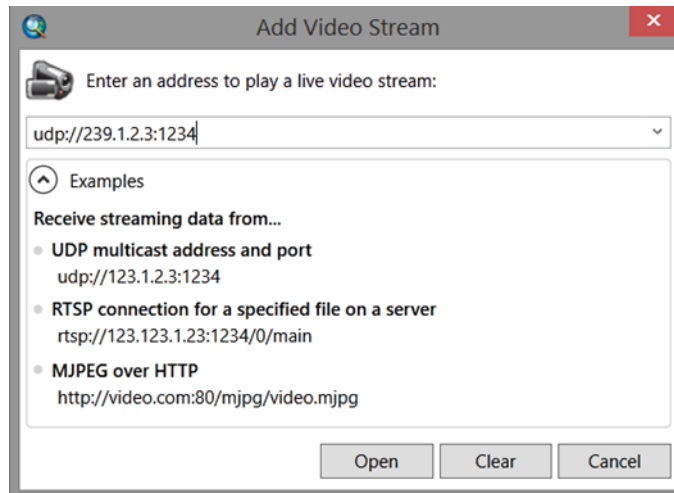 Add Video Stream
Enter an address to play a live video stream:
udp://239.1.2.3:1234
Examples
Receive streaming data from...
UDP multicast address and port
udp://123.1.2.3:1234
RTSP connection for a specified file on a server
rtsp://123.123.1.23:1234/0/main
MJPEG over HTTP
http://video.com:80/mjpg/video.mjpg
Open Clear Cancel